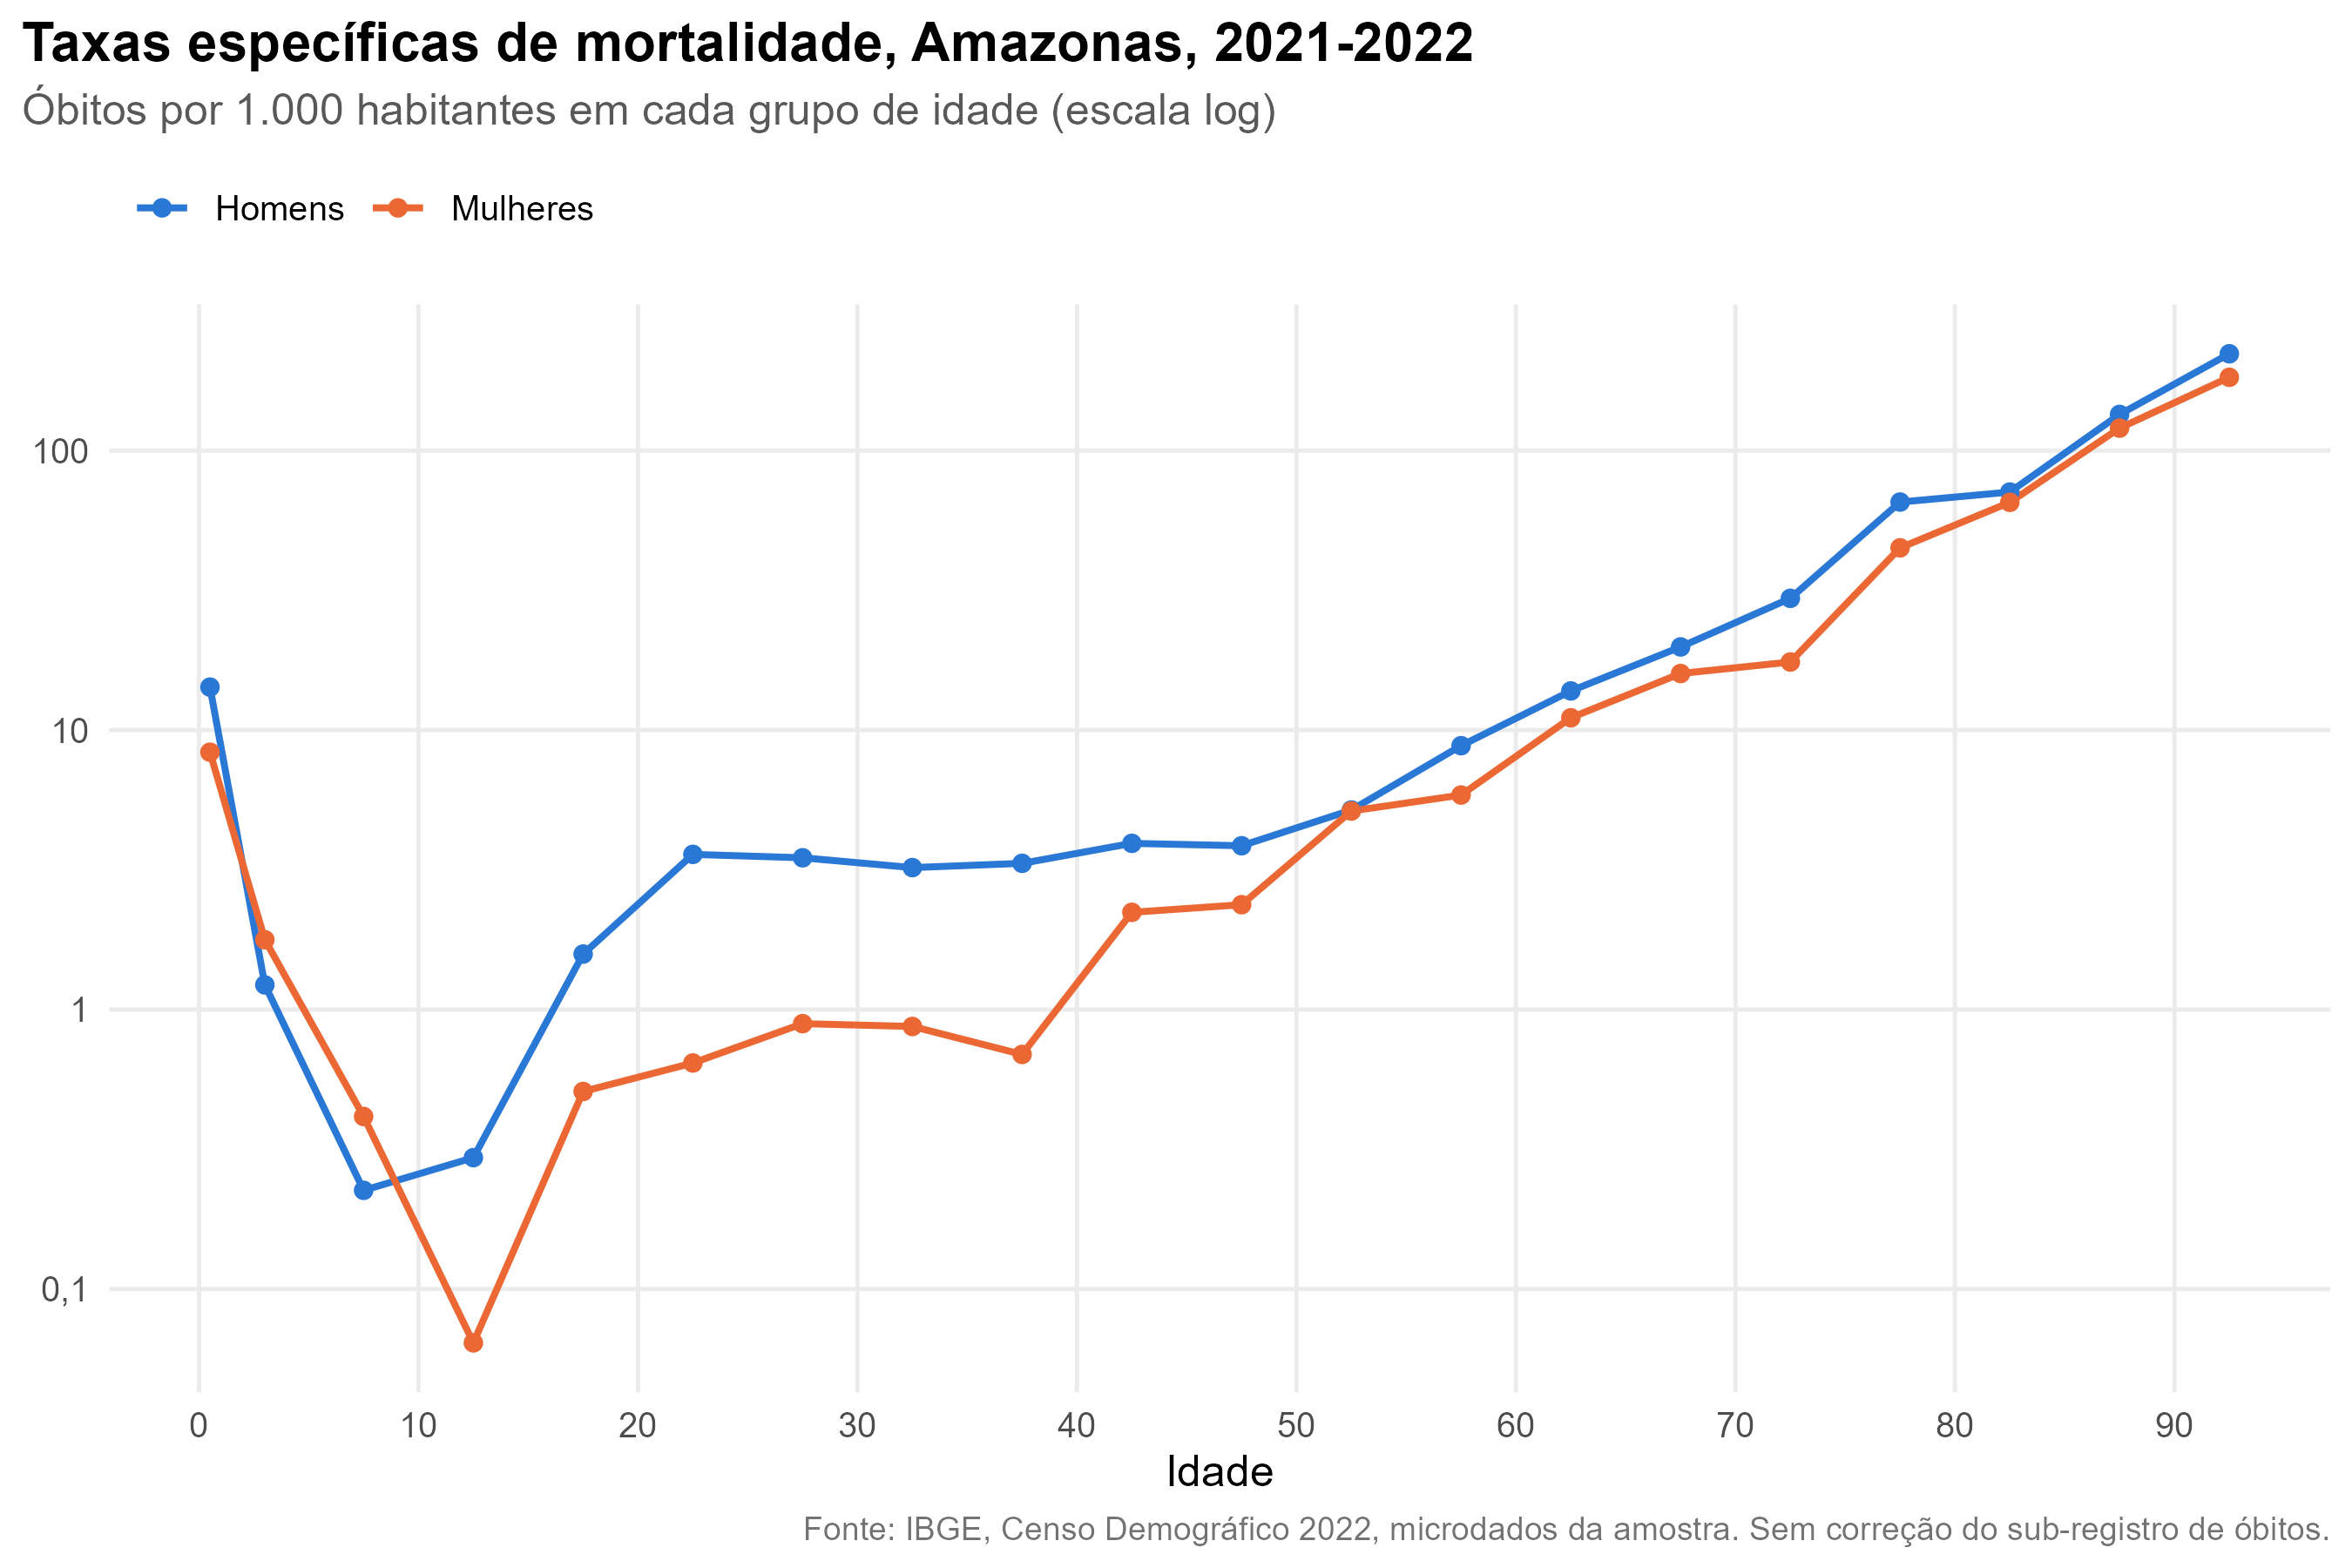 Taxas específicas de mortalidade, Amazonas, 2021-2022
Óbitos por 1.000 habitantes em cada grupo de idade (escala log)
Homens Mulheres
100
10
1
0,1
0 10 20 30 40 50 60 70 80 90
Idade
Fonte: IBGE, Censo Demográfico 2022, microdados da amostra. Sem correção do sub-registro de óbitos.